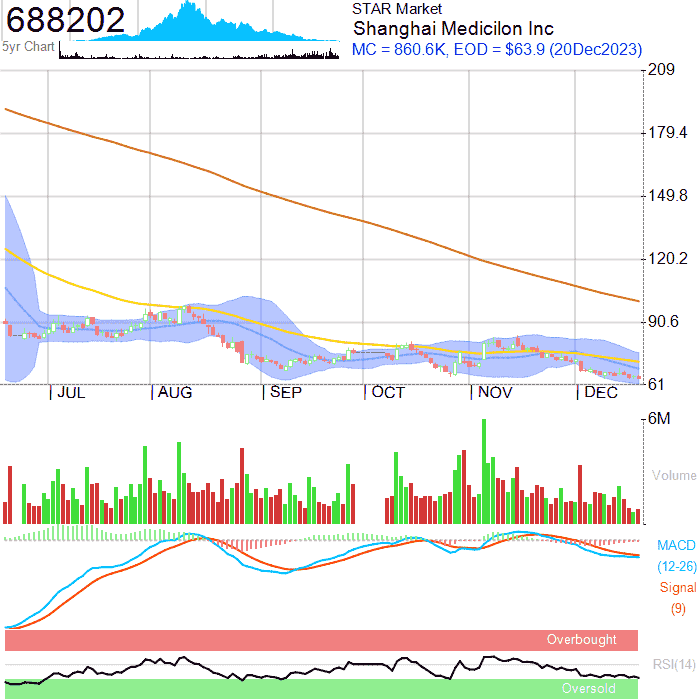 688202
5yr Chart
STAR Market
Shanghai Medicilon Inc
MC = 860.6K, EOD = $63.9 (20Dec2023)
209
179.4
149.8
120.2
90.6
61
JUL AUG SEP OCT NOV DEC
6M
Volume
MACD
(12-26)
Signal
(9)
Overbought
RSI(14)
Oversold